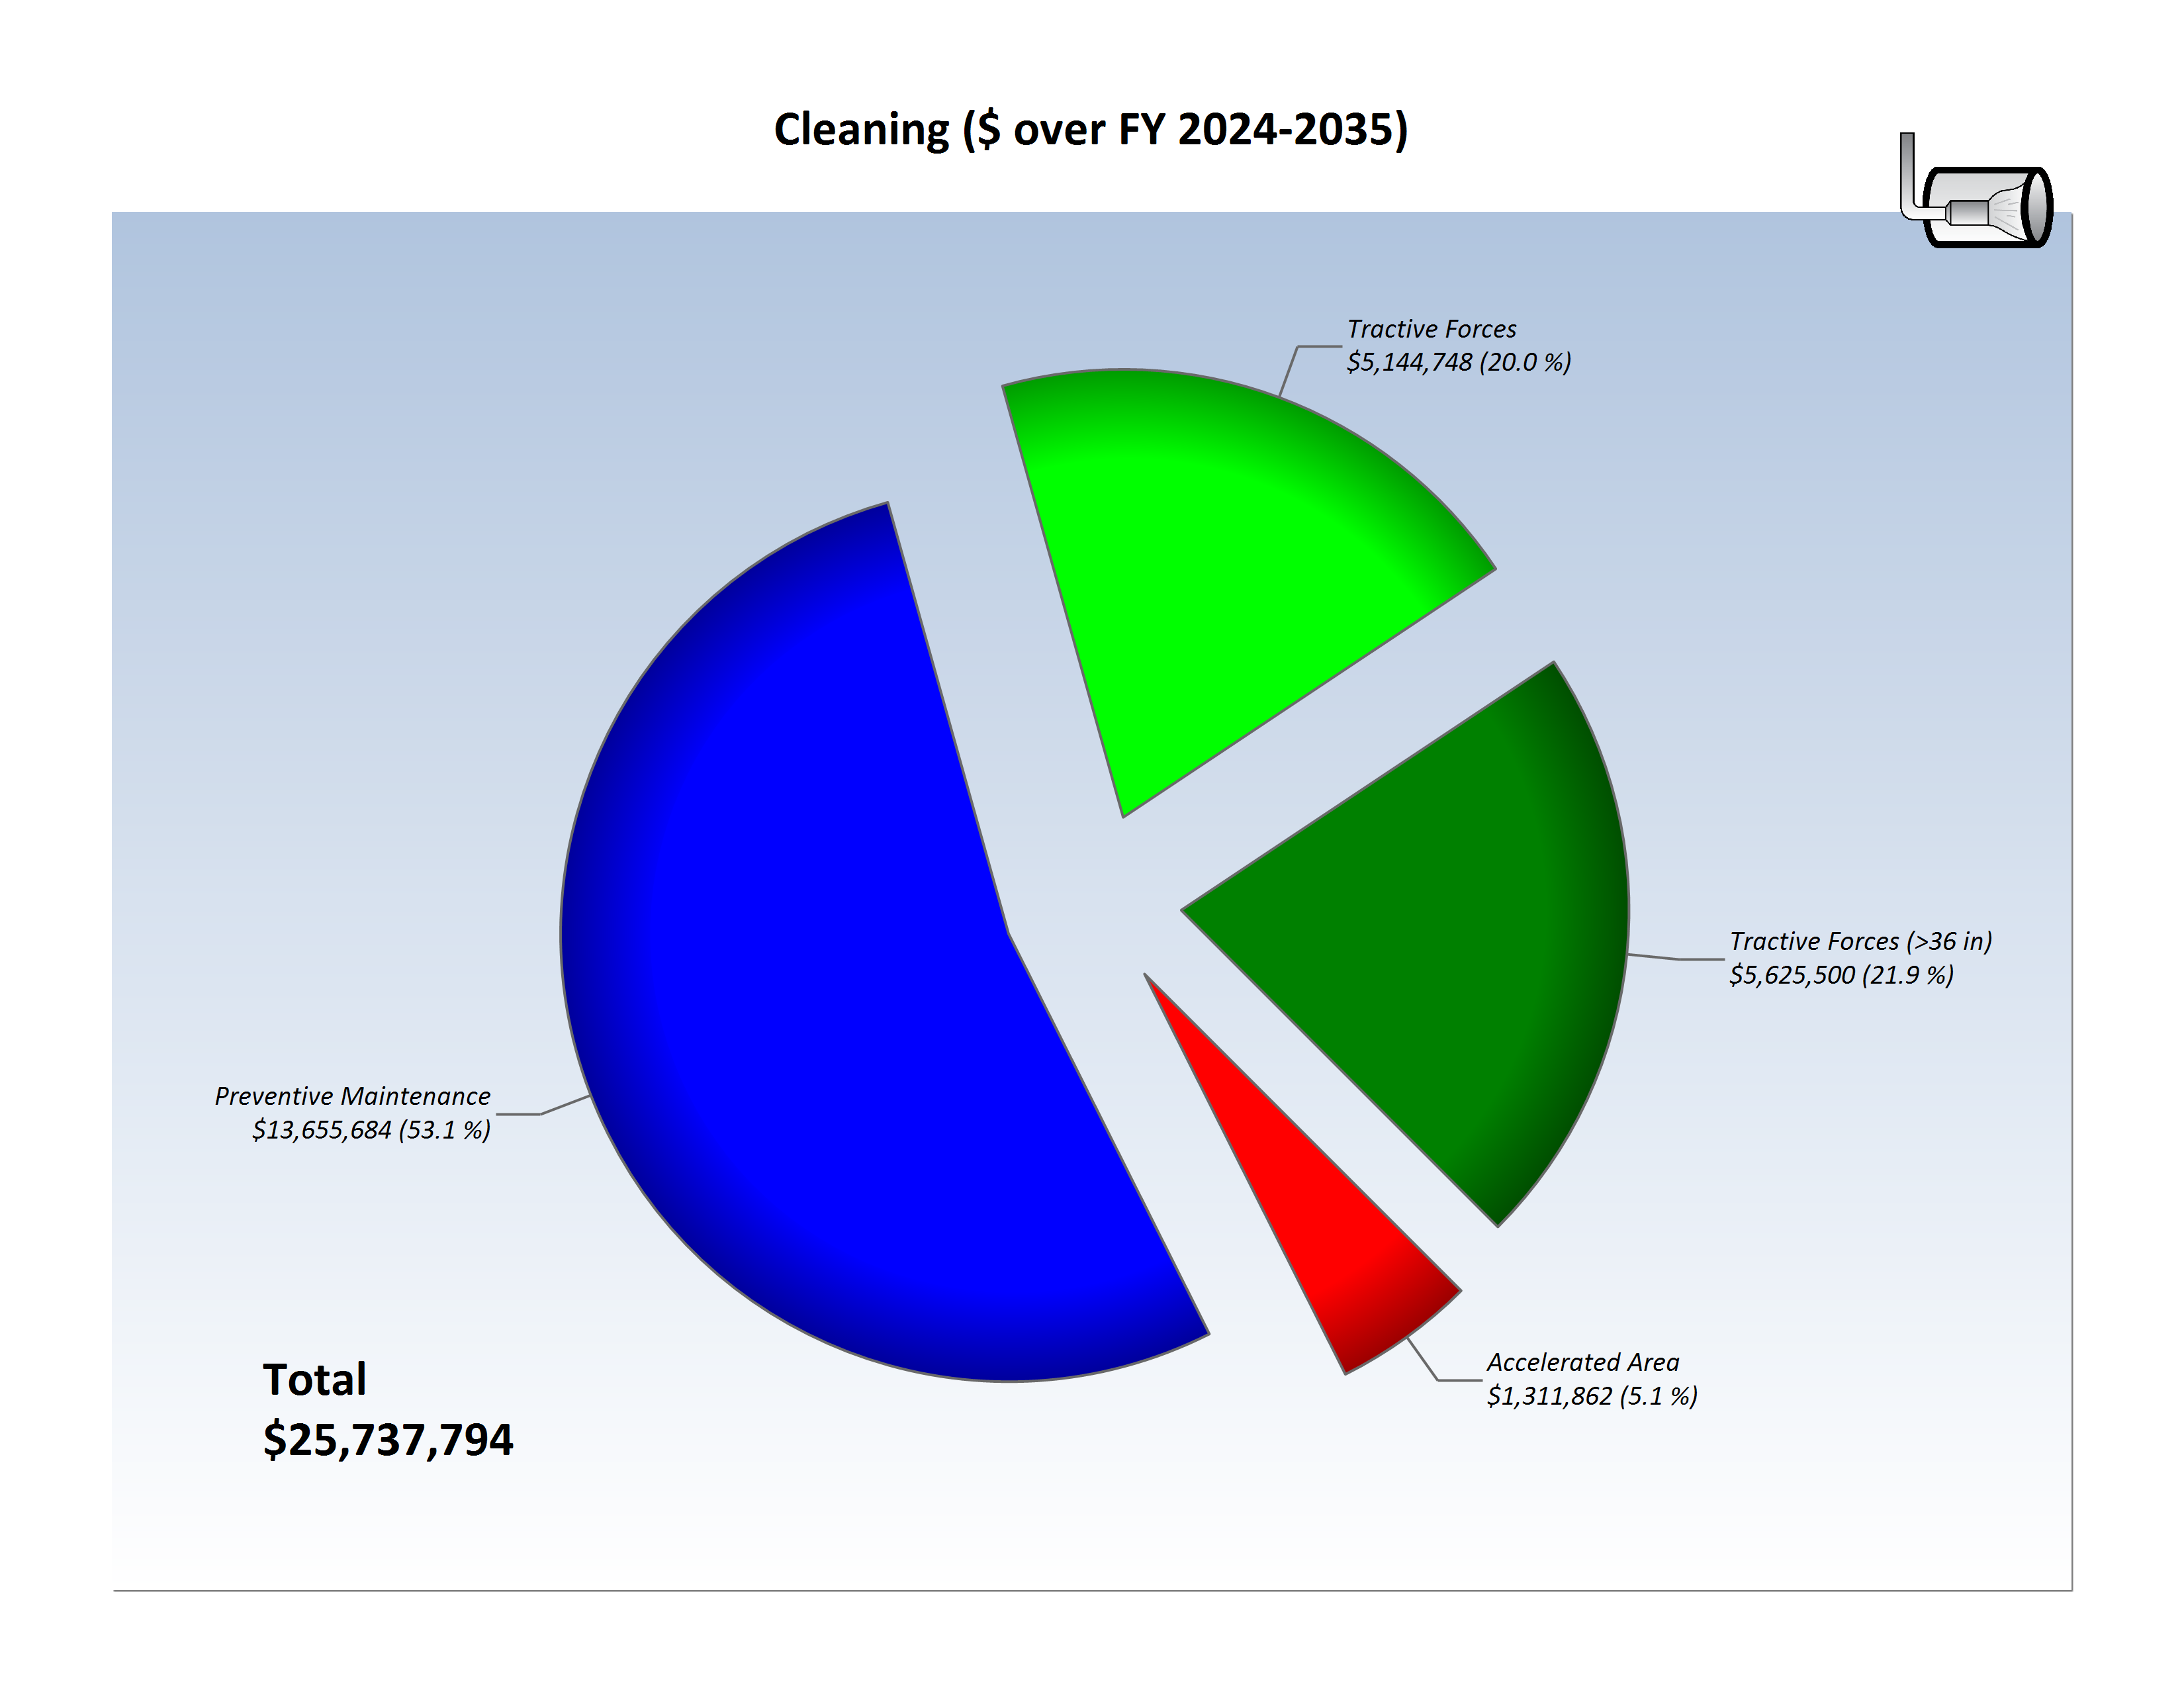 Cleaning ($ over FY 2024-2035)
Tractive Forces
$5,144,748 (20.0 %)
Tractive Forces (>36 in)
$5,625,500 (21.9 %)
Preventive Maintenance
$13,655,684 (53.1 %)
Accelerated Area
$1,311,862 (5.1 %)
Total
$25,737,794